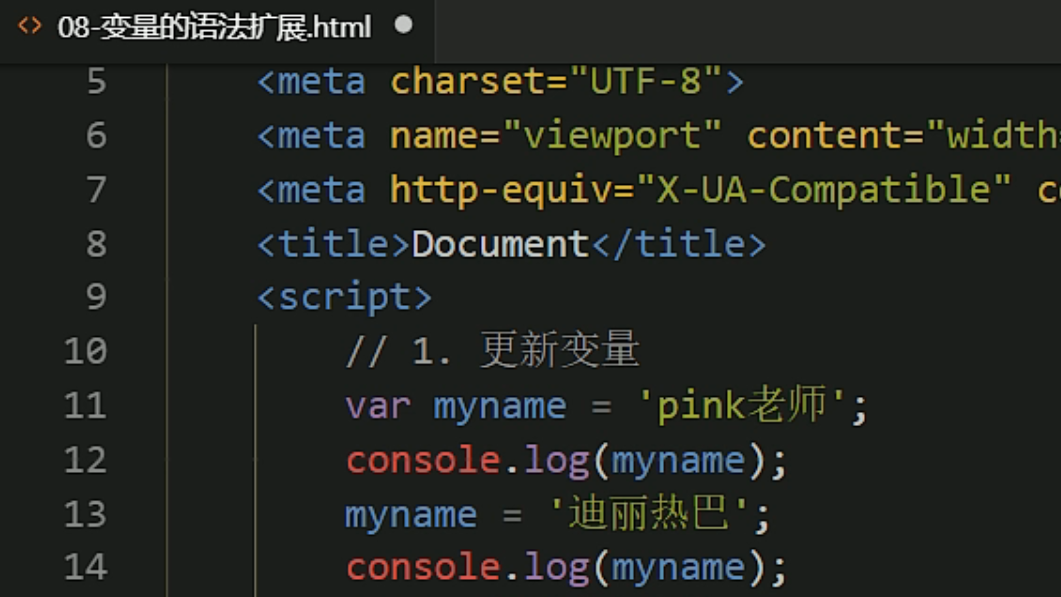 <> 08-变量的语法扩展.html ●
5 <meta charset="UTF-8">
6 <meta name="viewport" content="width
7 <meta http-equiv="X-UA-Compatible" c
8 <title>Document</title>
9 <script>
10 // 1. 更新变量
11 var myname = 'pink老师';
12 console.log(myname);
13 myname = '迪丽热巴';
14 console.log(myname);